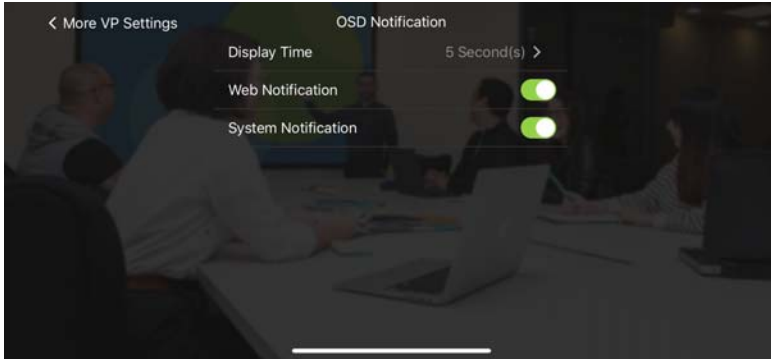 More VP Settings
OSD Notification
Display Time 5 Second(s)
Web Notification
System Notification